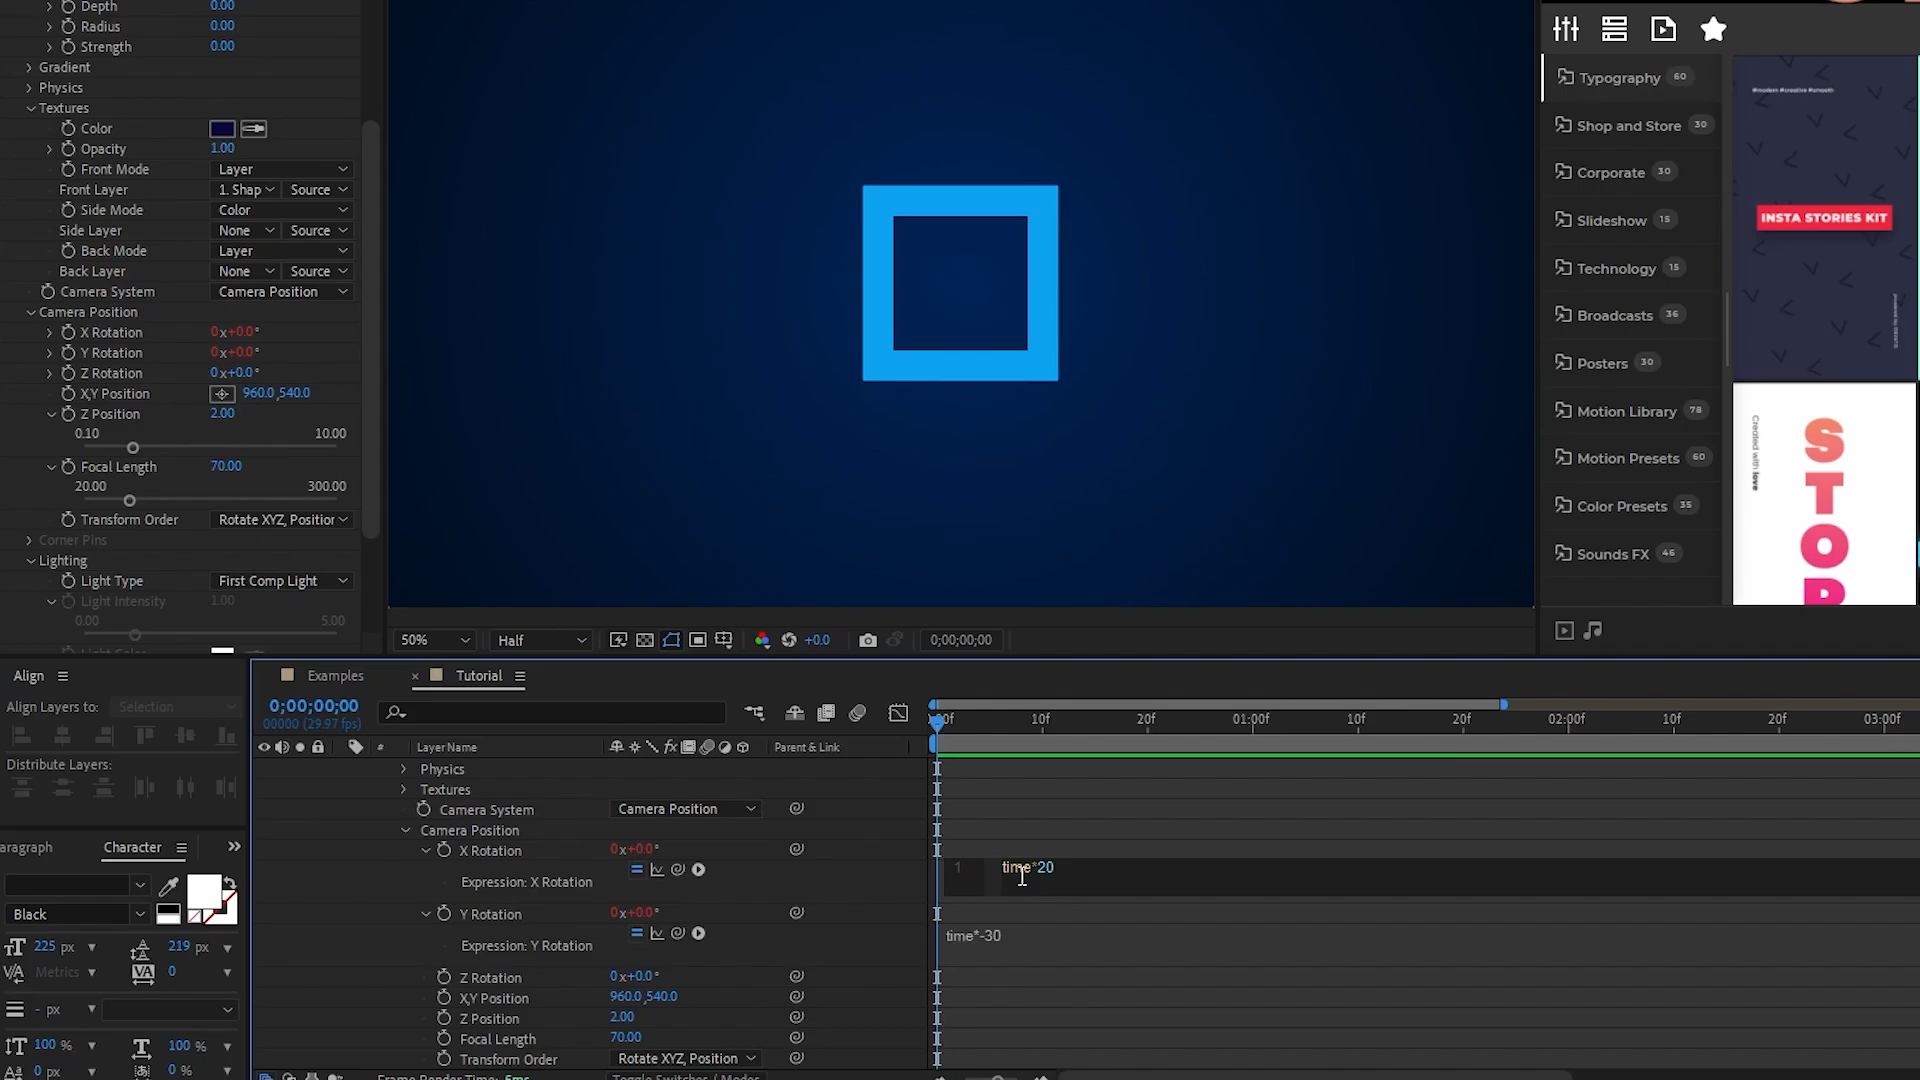 Depth 0.00
Radius 0.00
Strength 0.00
Gradient
Physics
Textures
Color
Opacity 1.00
Front Mode Layer
Front Layer 1. Shap Source
Side Mode Color
Side Layer None Source
Back Mode Layer
Back Layer None Source
Camera System Camera Position
Camera Position
X Rotation 0x+0.0°
Y Rotation 0x+0.0°
Z Rotation 0x+0.0°
X,Y Position 960.0,540.0
Z Position 2.00
0.10 10.00
Focal Length 70.00
20.00 300.00
Transform Order Rotate XYZ, Position
Corner Pins
Lighting
Light Type First Comp Light
Light Intensity 1.00
0.00 5.00
Light Color
50% Half +0.0 0;00;00;00
Typography 60
Shop and Store 30
Corporate 30
Slideshow 15
Technology 15
Broadcasts 36
Posters 30
Motion Library 78
Motion Presets 60
Color Presets 35
Sounds FX 46
#modern #creative #smooth
INSTA STORIES KIT
Created with love
S
T
O
P
Align
Align Layers to: Selection
Distribute Layers:
aragraph Character
Black
225 px 219 px
Metrics 0
- px
100 % 100 %
0 px 0 %
Examples Tutorial
0;00;00;00
00000 (29.97 fps)
:00f 10f 20f 01:00f 10f 20f 02:00f 10f 20f 03:00f
# Layer Name Parent & Link
Physics
Textures
Camera System Camera Position
Camera Position
X Rotation 0x+0.0°
Expression: X Rotation
1 time*20
Y Rotation 0x+0.0°
Expression: Y Rotation
time*-30
Z Rotation 0x+0.0°
X,Y Position 960.0,540.0
Z Position 2.00
Focal Length 70.00
Transform Order Rotate XYZ, Position
Frame Render Time: 5ms Toggle Switches / Modes